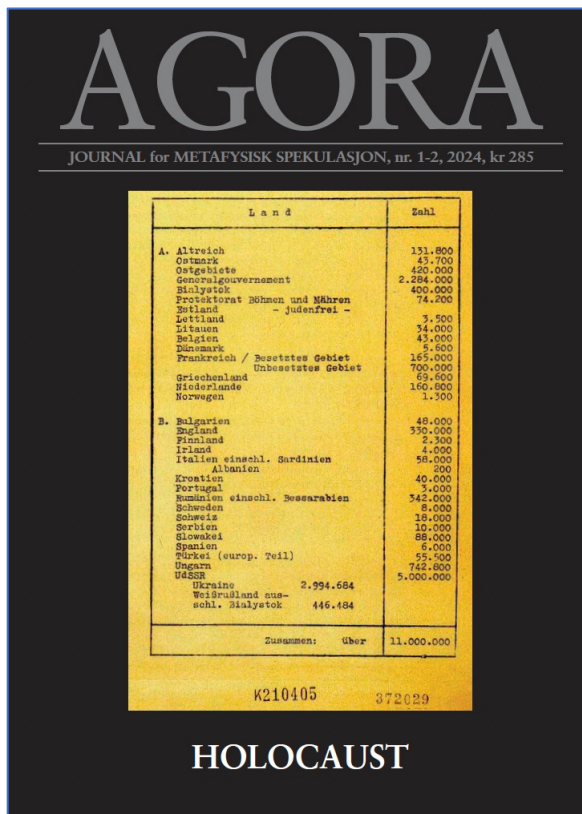 AGORA
JOURNAL for METAFYSISK SPEKULASJON, nr. 1-2, 2024, kr 285
Land Zahl
A. Altreich 131.800
Ostmark 43.700
Ostgebiete 420.000
Generalgouvernement 2.284.000
Bialystok 400.000
Protektorat Böhmen und Mähren 74.200
Estland - judenfrei -
Lettland 3.500
Litauen 34.000
Belgien 43.000
Dänemark 5.600
Frankreich / Besetztes Gebiet 165.000
Unbesetztes Gebiet 700.000
Griechenland 69.600
Niederlande 160.800
Norwegen 1.300
B. Bulgarien 48.000
England 330.000
Finnland 2.300
Irland 4.000
Italien einschl. Sardinien 58.000
Albanien 200
Kroatien 40.000
Portugal 3.000
Rumänien einschl. Bessarabien 342.000
Schweden 8.000
Schweiz 18.000
Serbien 10.000
Slowakei 88.000
Spanien 6.000
Türkei (europ. Teil) 55.500
Ungarn 742.800
UdSSR 5.000.000
Ukraine 2.994.684
Weißrußland aus-
schl. Bialystok 446.484
Zusammen: über 11.000.000
K210405 372029
HOLOCAUST